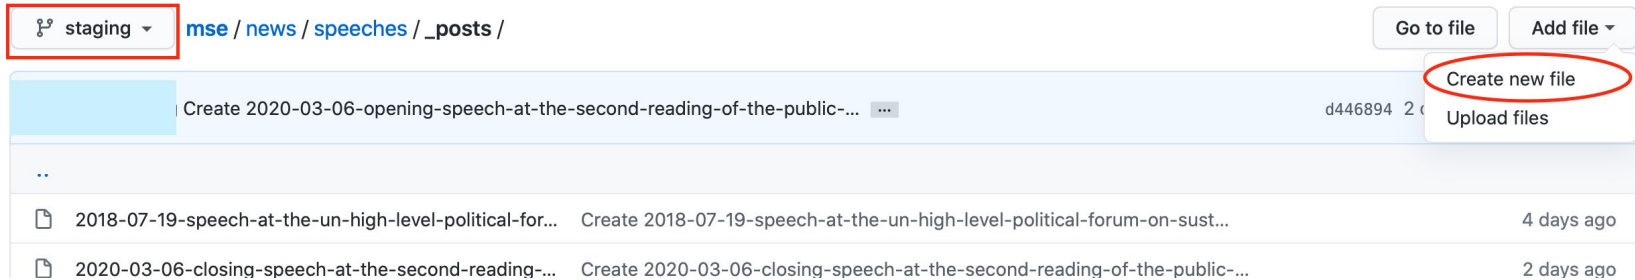 staging mse / news / speeches / _posts / Go to file Add file
Create new file
Create 2020-03-06-opening-speech-at-the-second-reading-of-the-public-... ... d446894 2
Upload files
..
2018-07-19-speech-at-the-un-high-level-political-for... Create 2018-07-19-speech-at-the-un-high-level-political-forum-on-sust... 4 days ago
2020-03-06-closing-speech-at-the-second-reading-... Create 2020-03-06-closing-speech-at-the-second-reading-of-the-public-... 2 days ago